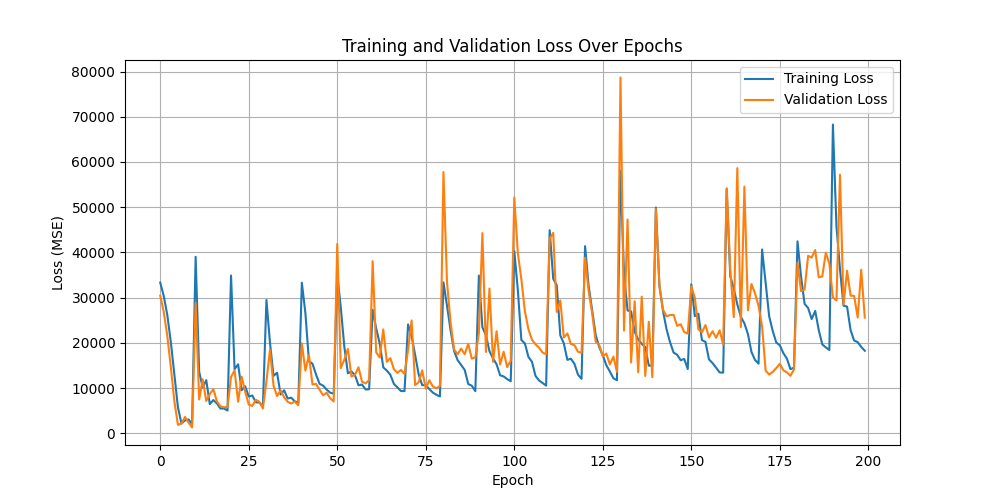 Training and Validation Loss Over Epochs
Training Loss
Validation Loss
80000
70000
60000
50000
40000
30000
20000
10000
0
Loss (MSE)
0 25 50 75 100 125 150 175 200
Epoch